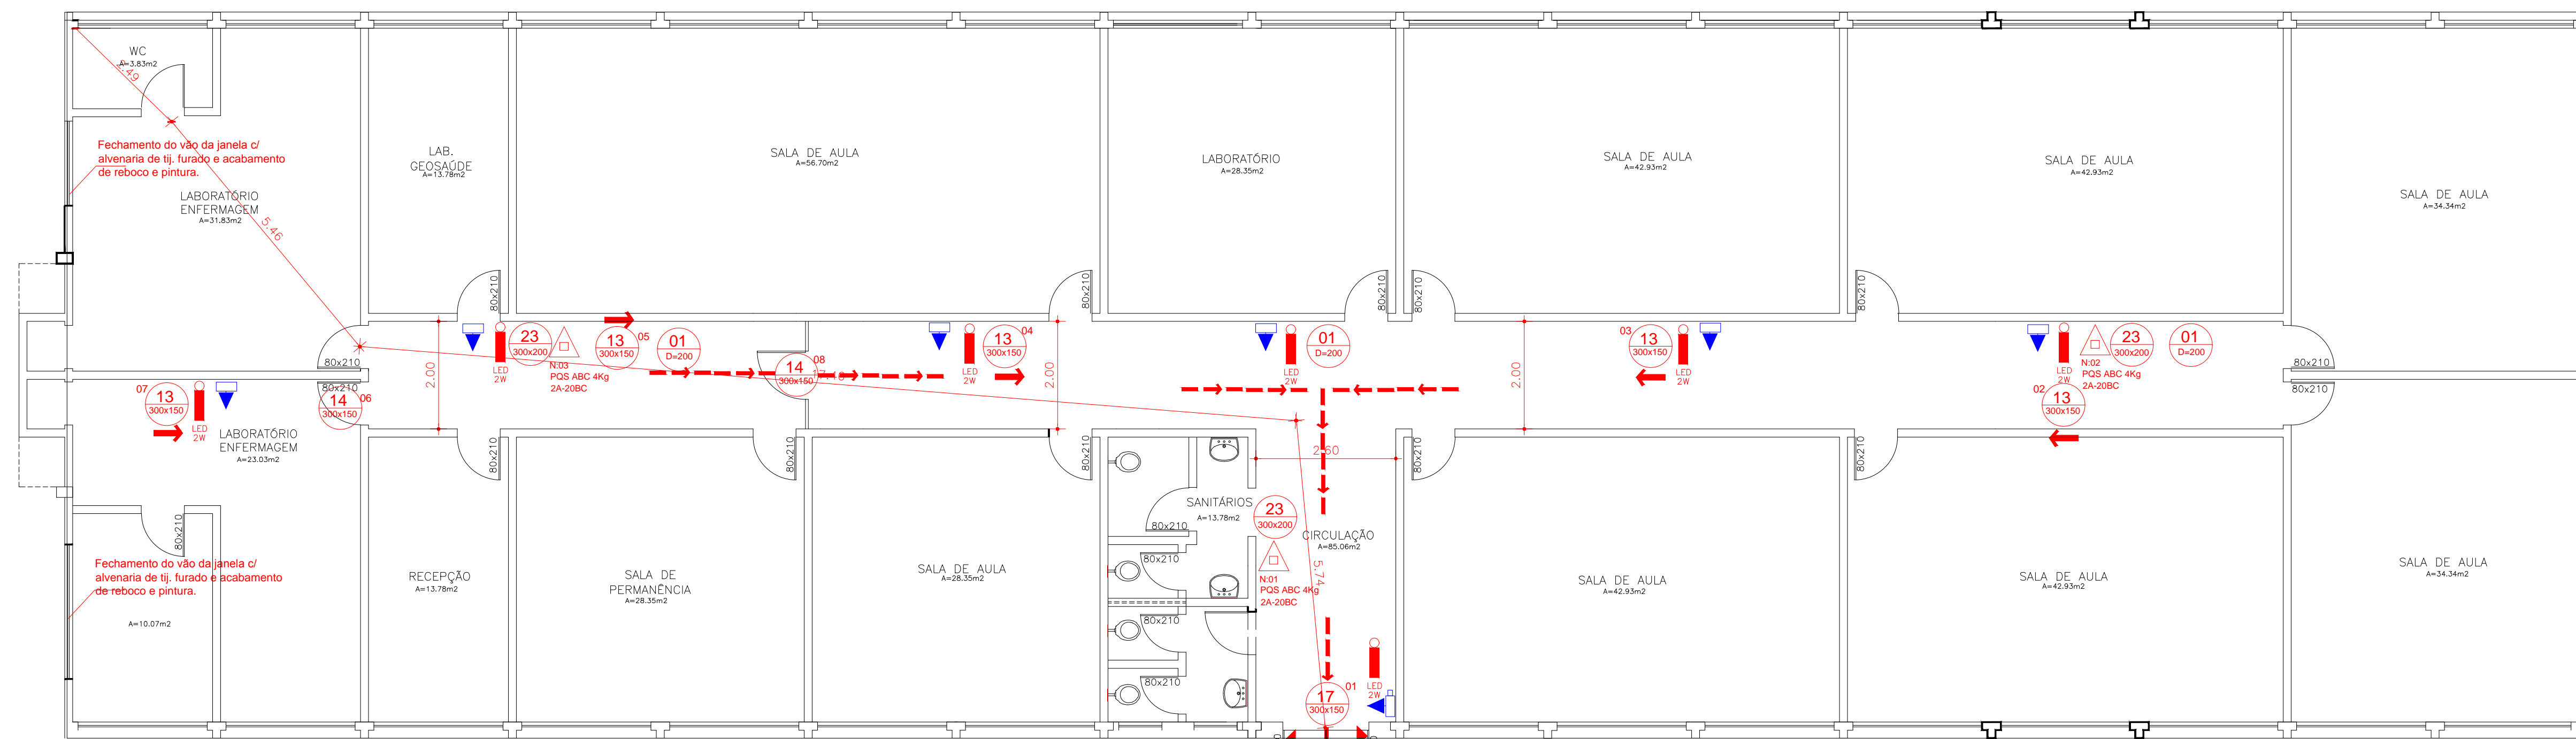 WC
A=3.83m2
2.49
Fechamento do vão da janela c/
alvenaria de tij. furado e acabamento
de reboco e pintura.
LABORATÓRIO
ENFERMAGEM
A=31.83m2
5.46
LAB.
GEOSAÚDE
A=13.78m2
SALA DE AULA
A=56.70m2
LABORATÓRIO
A=28.35m2
SALA DE AULA
A=42.93m2
SALA DE AULA
A=42.93m2
SALA DE AULA
A=34.34m2
80x210
80x210
80x210
80x210
80x210
80x210
80x210
2.00
LED
2W
23
300x200
N:03
PQS ABC 4Kg
2A-20BC
13
300x150
05
01
D=200
14
300x150
08
LED
2W
13
300x150
04
2.00
LED
2W
01
D=200
2.00
03
13
300x150
LED
2W
LED
2W
N:02
PQS ABC 4Kg
2A-20BC
23
300x200
01
D=200
02
13
300x150
80x210
80x210
07
13
300x150
LED
2W
80x210
14
300x150
06
LABORATÓRIO
ENFERMAGEM
A=23.03m2
80x210
80x210
80x210
80x210
80x210
80x210
2.60
SANITÁRIOS
A=13.78m2
80x210
80x210
80x210
80x210
23
300x200
N:01
PQS ABC 4Kg
2A-20BC
CIRCULAÇÃO
A=85.06m2
5.74
Fechamento do vão da janela c/
alvenaria de tij. furado e acabamento
de reboco e pintura.
A=10.07m2
RECEPÇÃO
A=13.78m2
SALA DE
PERMANÊNCIA
A=28.35m2
SALA DE AULA
A=28.35m2
SALA DE AULA
A=42.93m2
SALA DE AULA
A=42.93m2
SALA DE AULA
A=34.34m2
17
300x150
01
LED
2W